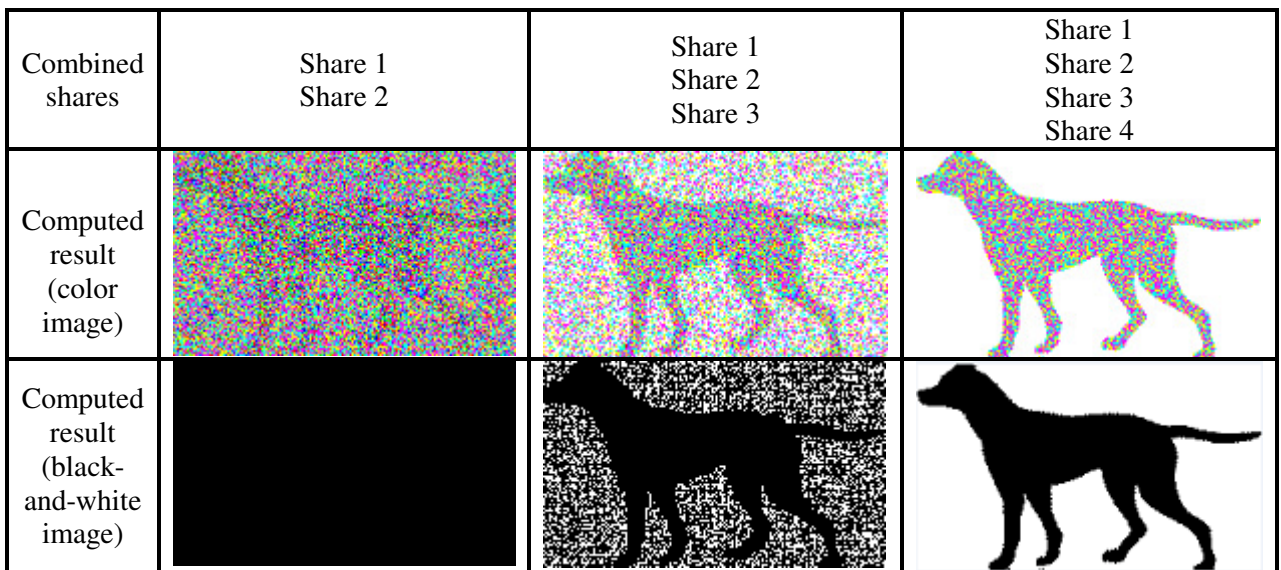 Combined
shares
Share 1
Share 2
Share 1
Share 2
Share 3
Share 1
Share 2
Share 3
Share 4
Computed
result
(color
image)
Computed
result
(black-
and-white
image)